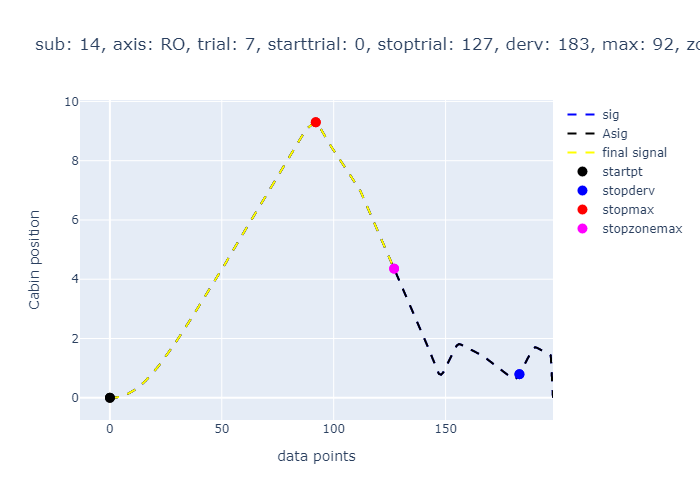 sub: 14, axis: RO, trial: 7, starttrial: 0, stoptrial: 127, derv: 183, max: 92, zo
10
8
6
4
2
0
0
50
100
150
Cabin position
data points
sig
Asig
final signal
startpt
stopderv
stopmax
stopzonemax